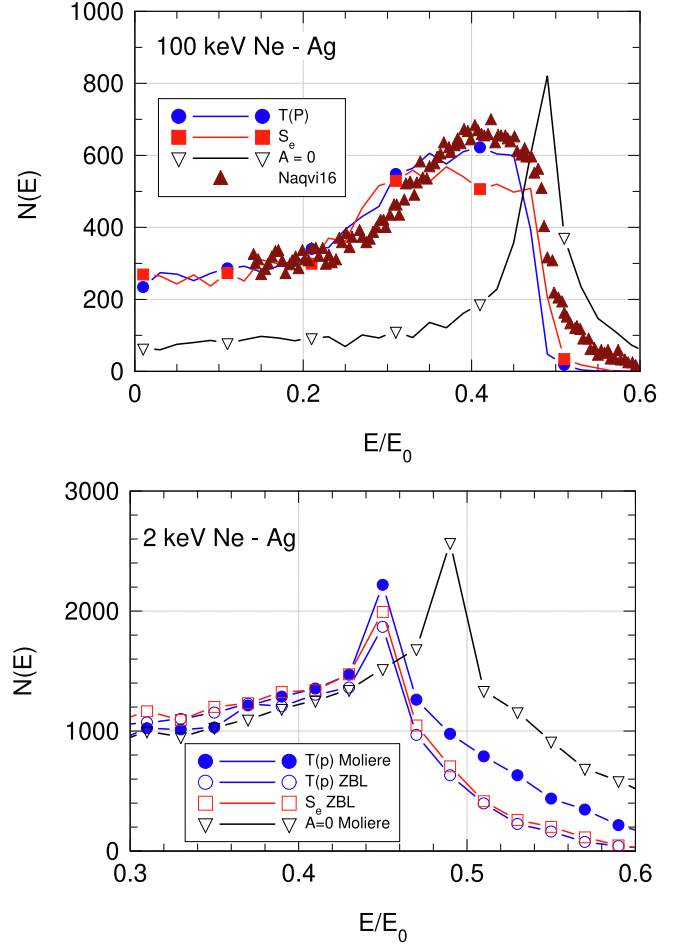 1000
800
600
400
200
0
N(E)
100 keV Ne - Ag
T(P)
S_e
A = 0
Naqvi16
0 0.2 0.4 0.6
E/E_0
3000
2000
1000
0
N(E)
2 keV Ne - Ag
T(p) Moliere
T(p) ZBL
S_e ZBL
A=0 Moliere
0.3 0.4 0.5 0.6
E/E_0